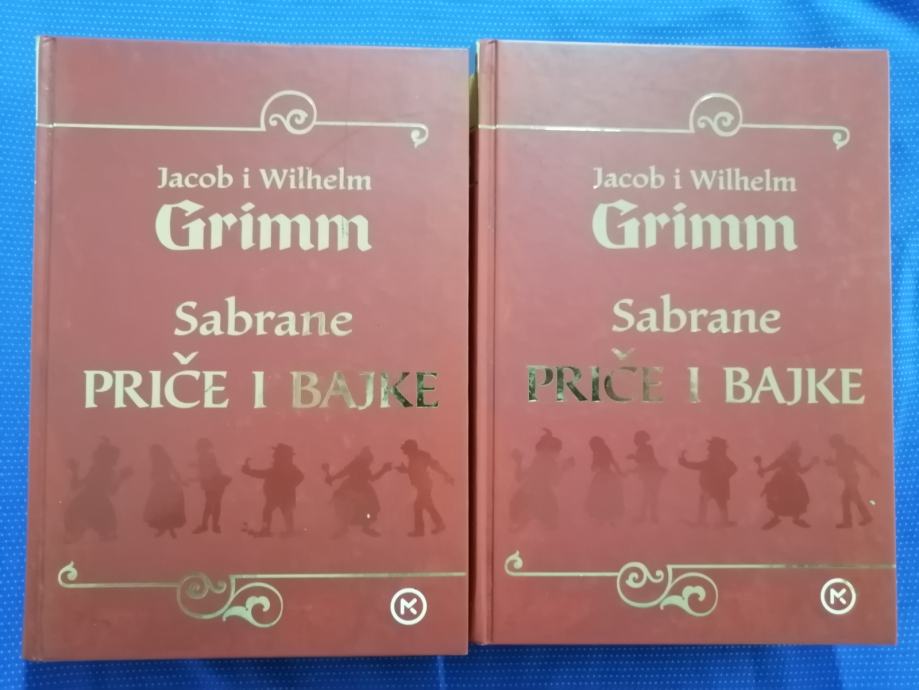 Jacob i Wilhelm
Grimm
Sabrane
PRIČE I BAJKE
Jacob i Wilhelm
Grimm
Sabrane
PRIČE I BAJKE